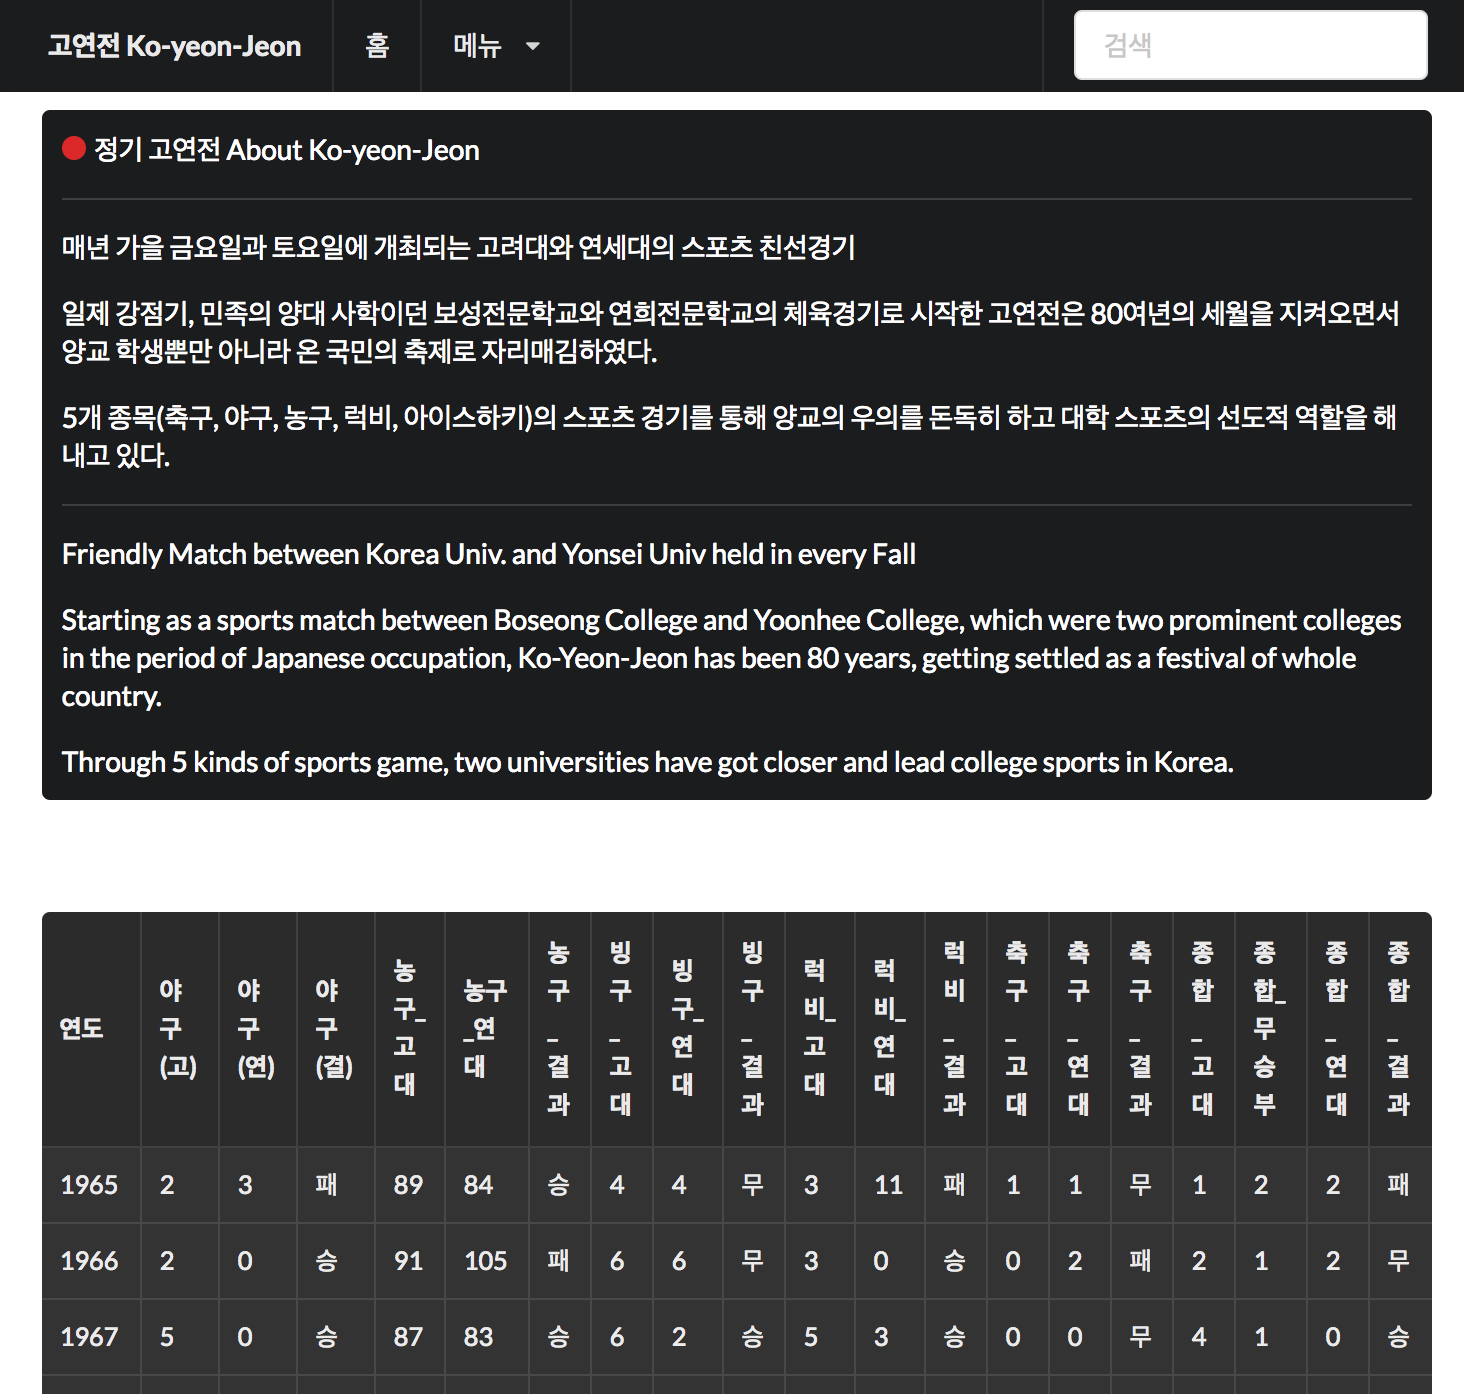 고연전 Ko-yeon-Jeon 홈 메뉴 검색
정기 고연전 About Ko-yeon-Jeon
매년 가을 금요일과 토요일에 개최되는 고려대와 연세대의 스포츠 친선경기
일제 강점기, 민족의 양대 사학이던 보성전문학교와 연희전문학교의 체육경기로 시작한 고연전은 80여년의 세월을 지켜오면서
양교 학생뿐만 아니라 온 국민의 축제로 자리매김하였다.
5개 종목(축구, 야구, 농구, 럭비, 아이스하키)의 스포츠 경기를 통해 양교의 우의를 돈독히 하고 대학 스포츠의 선도적 역할을 해
내고 있다.
Friendly Match between Korea Univ. and Yonsei Univ held in every Fall
Starting as a sports match between Boseong College and Yoonhee College, which were two prominent colleges
in the period of Japanese occupation, Ko-Yeon-Jeon has been 80 years, getting settled as a festival of whole
country.
Through 5 kinds of sports game, two universities have got closer and lead college sports in Korea.
연도 야구(고) 야구(연) 야구(결) 농구_고대 농구_연대 농구_결과 빙구_고대 빙구_연대 빙구_결과 럭비_고대 럭비_연대 럭비_결과 축구_고대 축구_연대 축구_결과 종합_고대 종합_무승부 종합_연대 종합_결과
1965 2 3 패 89 84 승 4 4 무 3 11 패 1 1 무 1 2 2 패
1966 2 0 승 91 105 패 6 6 무 3 0 승 0 2 패 2 1 2 무
1967 5 0 승 87 83 승 6 2 승 5 3 승 0 0 무 4 1 0 승